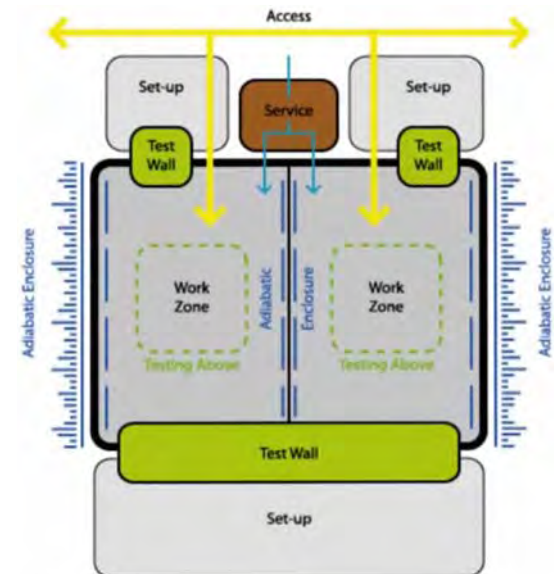 Access
Set-up
Service
Set-up
Test
Wall
Test
Wall
Adiabatic Enclosure
Work
Zone
Testing Above
Adiabatic
Enclosure
Work
Zone
Testing Above
Adiabatic Enclosure
Test Wall
Set-up